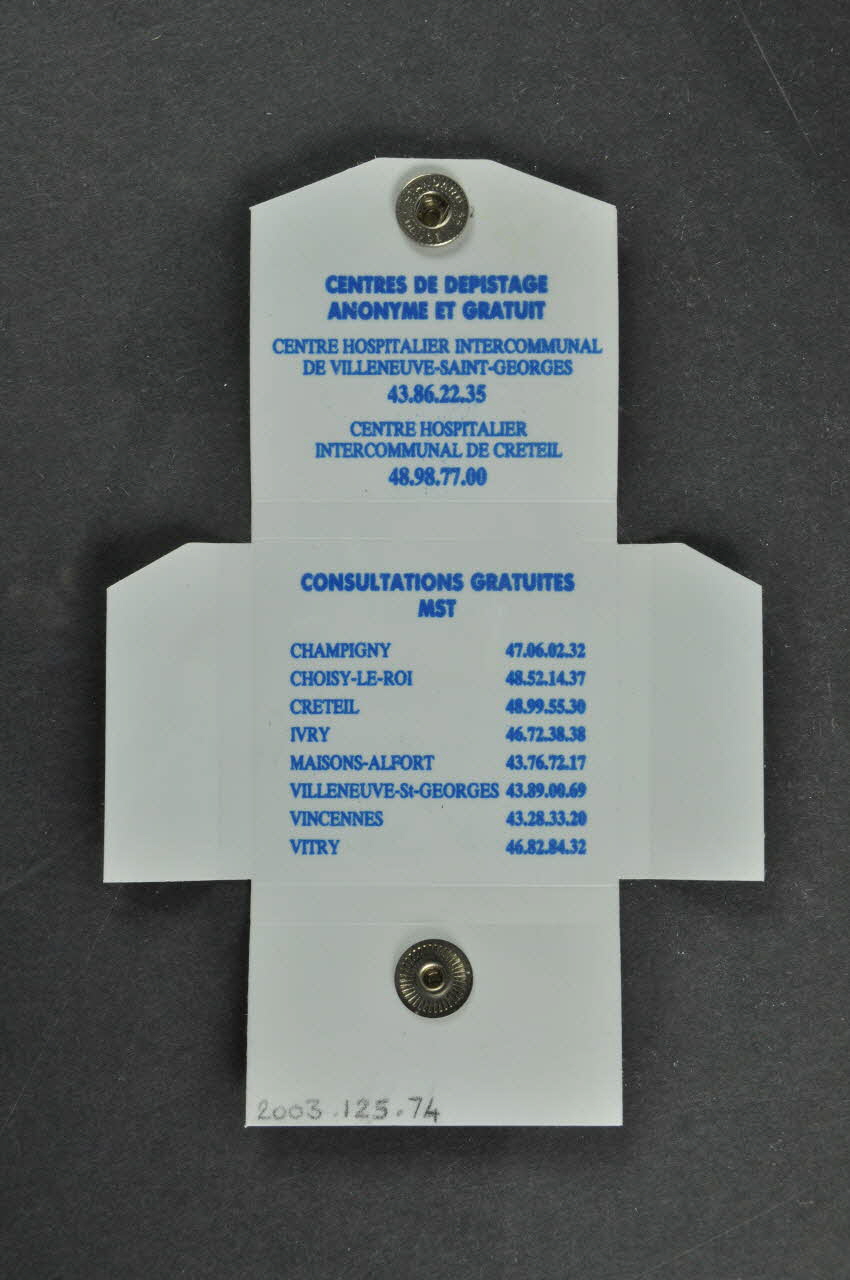 CENTRES DE DEPISTAGE
ANONYME ET GRATUIT
CENTRE HOSPITALIER INTERCOMMUNAL
DE VILLENEUVE-SAINT-GEORGES
43.86.22.35
CENTRE HOSPITALIER
INTERCOMMUNAL DE CRETEIL
48.98.77.00
CONSULTATIONS GRATUITES
MST
CHAMPIGNY 47.06.02.32
CHOISY-LE-ROI 48.52.14.37
CRETEIL 48.99.55.30
IVRY 46.72.38.38
MAISONS-ALFORT 43.76.72.17
VILLENEUVE-St-GEORGES 43.89.00.69
VINCENNES 43.28.33.20
VITRY 46.82.84.32
2003.125.74